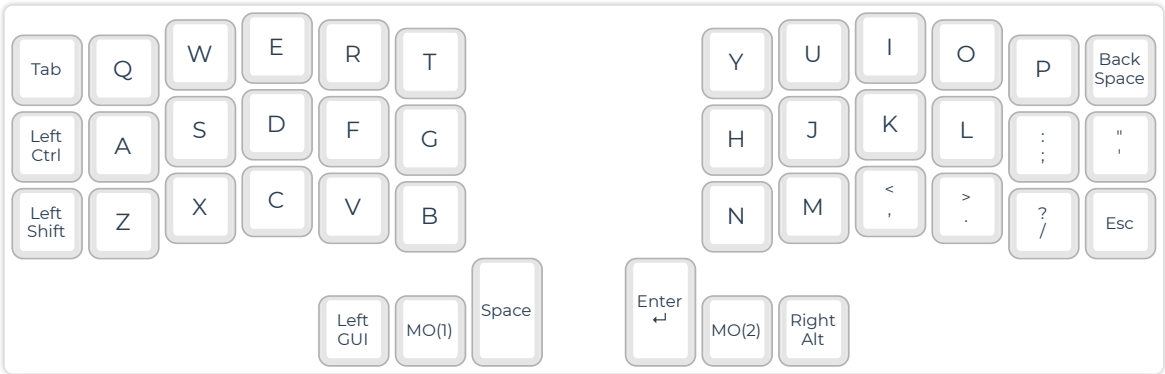 Tab Q W E R T Y U I O P Back Space
Left Ctrl A S D F G H J K L : ; " '
Left Shift Z X C V B N M < , > . ? / Esc
Left GUI MO(1) Space Enter ↵ MO(2) Right Alt